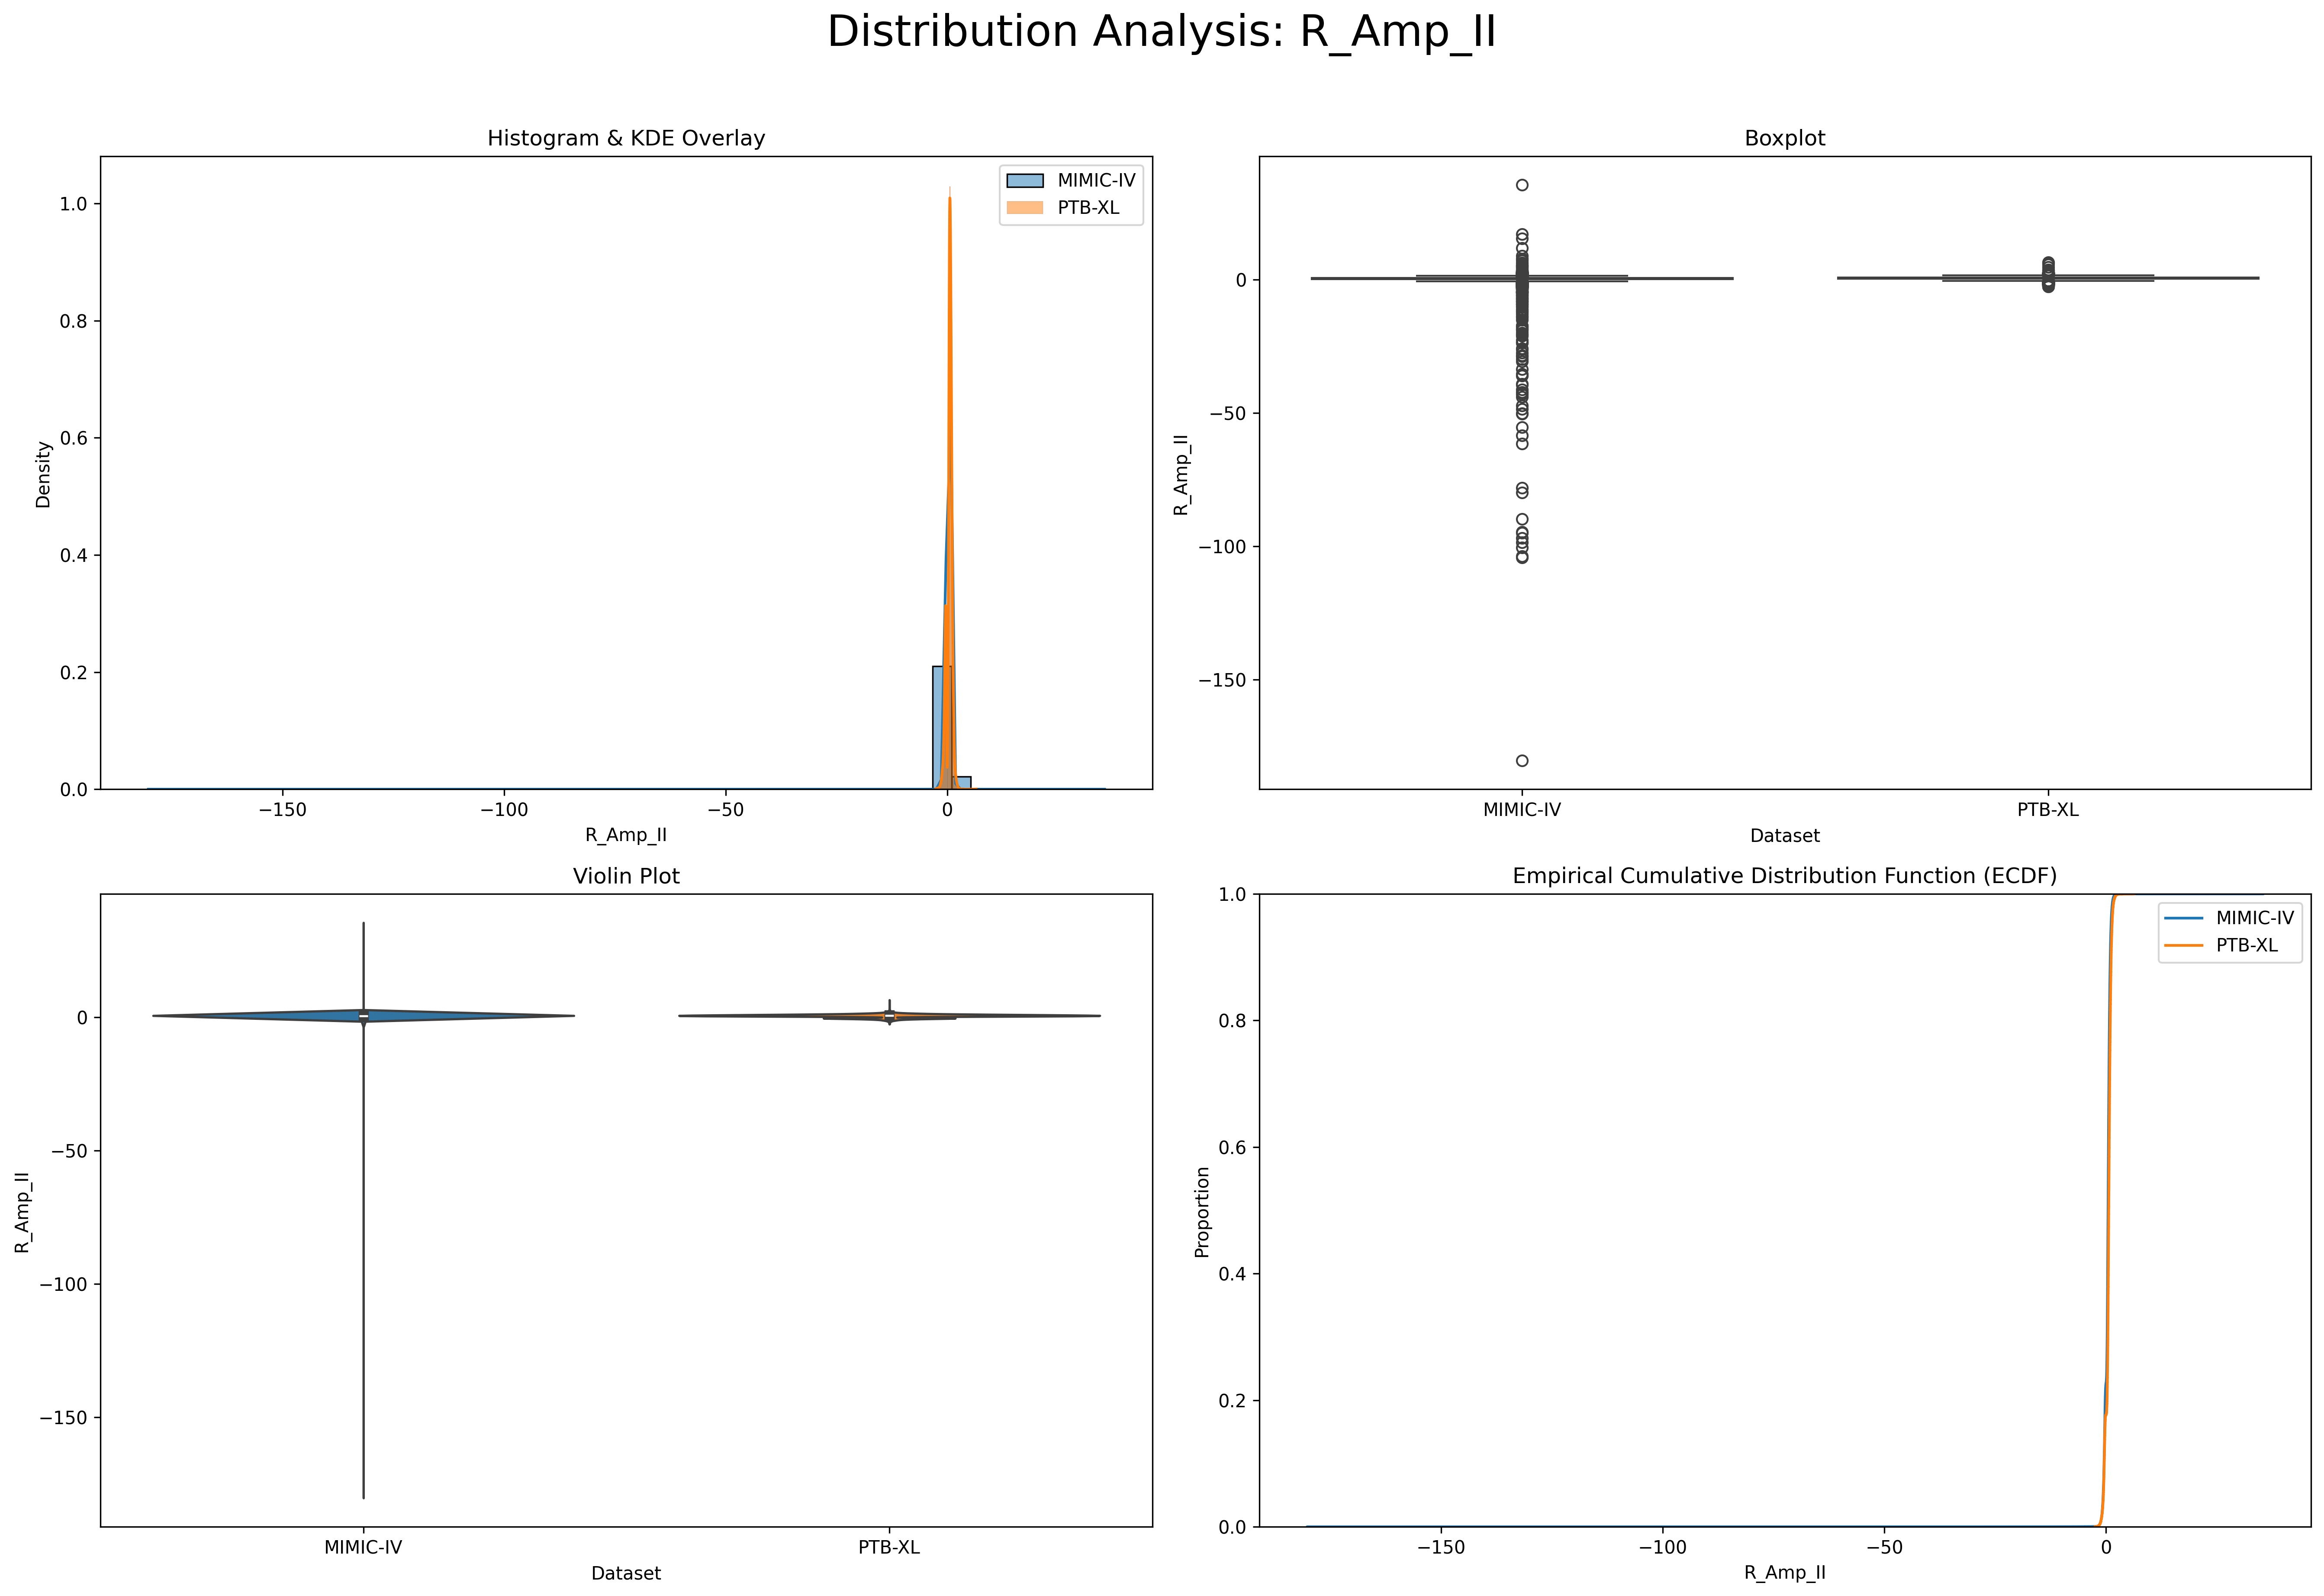 Distribution Analysis: R_Amp_II
Histogram & KDE Overlay
MIMIC-IV
PTB-XL
1.0
0.8
0.6
0.4
0.2
0.0
Density
−150
−100
−50
0
R_Amp_II
Boxplot
0
−50
−100
−150
R_Amp_II
MIMIC-IV
PTB-XL
Dataset
Violin Plot
0
−50
−100
−150
R_Amp_II
MIMIC-IV
PTB-XL
Dataset
Empirical Cumulative Distribution Function (ECDF)
MIMIC-IV
PTB-XL
1.0
0.8
0.6
0.4
0.2
0.0
Proportion
−150
−100
−50
0
R_Amp_II